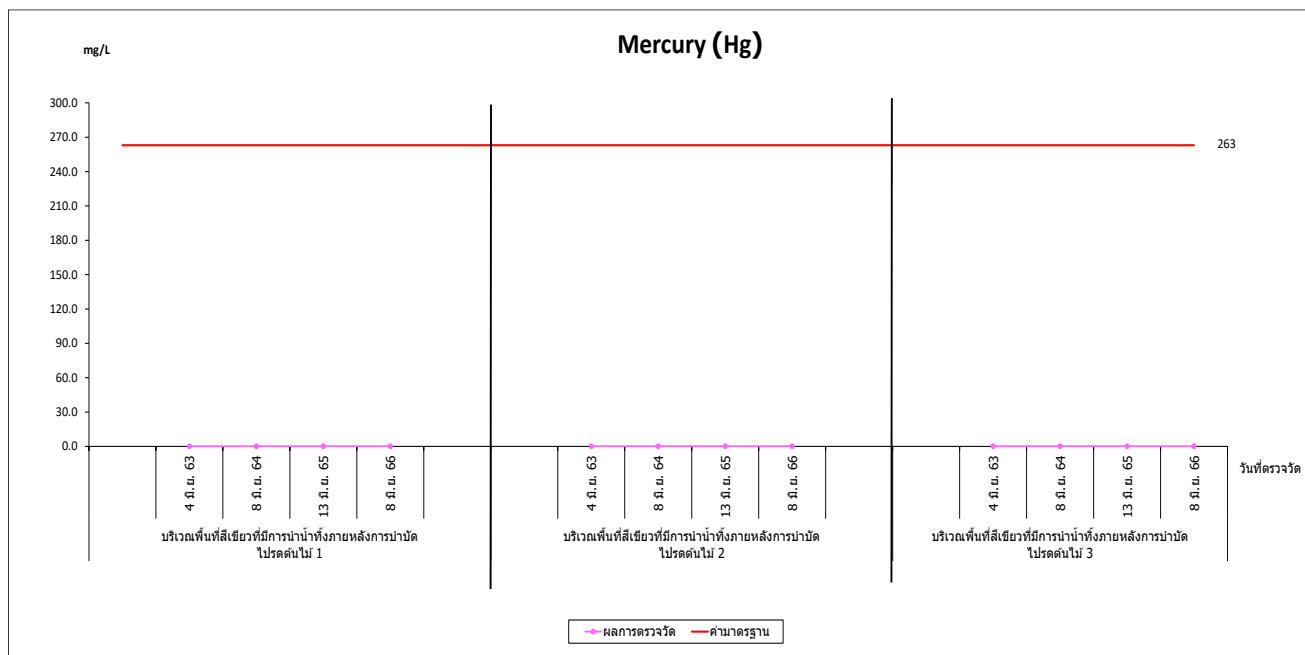 Mercury (Hg)
mg/L
300.0
270.0
240.0
210.0
180.0
150.0
120.0
90.0
60.0
30.0
0.0
263
4 มิ.ย. 63
8 มิ.ย. 64
13 มิ.ย. 65
8 มิ.ย. 66
4 มิ.ย. 63
8 มิ.ย. 64
13 มิ.ย. 65
8 มิ.ย. 66
4 มิ.ย. 63
8 มิ.ย. 64
13 มิ.ย. 65
8 มิ.ย. 66
วันที่ตรวจวัด
บริเวณพื้นที่สีเขียวที่มีการนำน้ำทิ้งภายหลังการบำบัด
ไปรดต้นไม้ 1
บริเวณพื้นที่สีเขียวที่มีการนำน้ำทิ้งภายหลังการบำบัด
ไปรดต้นไม้ 2
บริเวณพื้นที่สีเขียวที่มีการนำน้ำทิ้งภายหลังการบำบัด
ไปรดต้นไม้ 3
ผลการตรวจวัด
ค่ามาตรฐาน